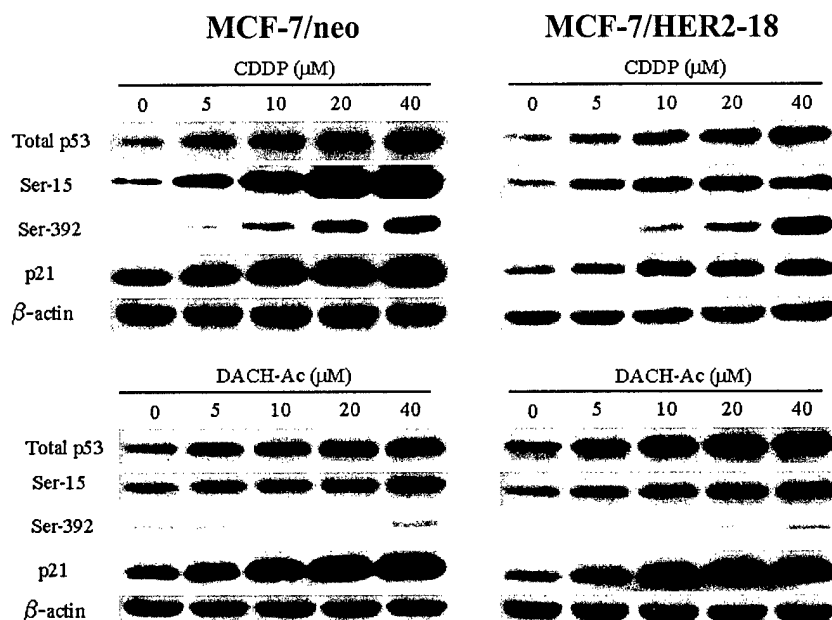 MCF-7/neo
MCF-7/HER2-18
CDDP (μM)
CDDP (μM)
0 5 10 20 40
0 5 10 20 40
Total p53
Ser-15
Ser-392
p21
β-actin
DACH-Ac (μM)
DACH-Ac (μM)
0 5 10 20 40
0 5 10 20 40
Total p53
Ser-15
Ser-392
p21
β-actin